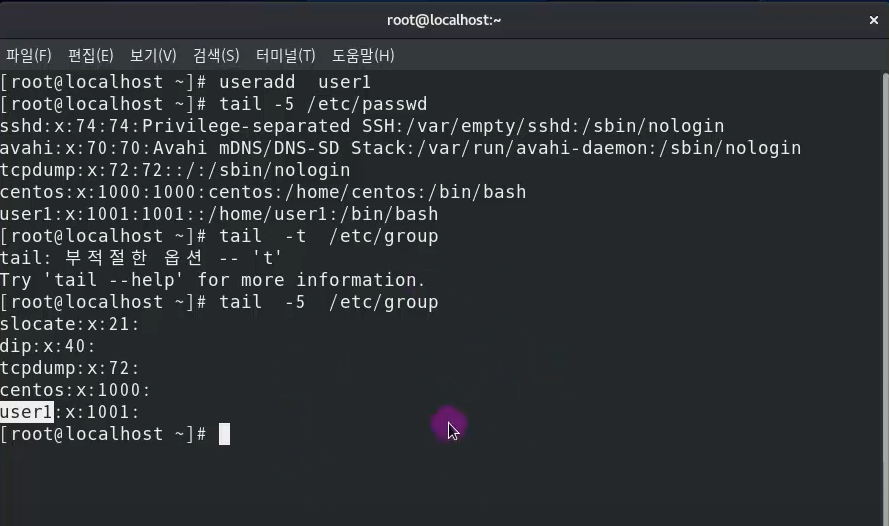 root@localhost:~
×
파일(F) 편집(E) 보기(V) 검색(S) 터미널(T) 도움말(H)
[root@localhost ~]# useradd  user1
[root@localhost ~]# tail -5 /etc/passwd
sshd:x:74:74:Privilege-separated SSH:/var/empty/sshd:/sbin/nologin
avahi:x:70:70:Avahi mDNS/DNS-SD Stack:/var/run/avahi-daemon:/sbin/nologin
tcpdump:x:72:72::/:/sbin/nologin
centos:x:1000:1000:centos:/home/centos:/bin/bash
user1:x:1001:1001::/home/user1:/bin/bash
[root@localhost ~]# tail  -t  /etc/group
tail: 부적절한 옵션 -- 't'
Try 'tail --help' for more information.
[root@localhost ~]# tail  -5  /etc/group
slocate:x:21:
dip:x:40:
tcpdump:x:72:
centos:x:1000:
user1:x:1001:
[root@localhost ~]#